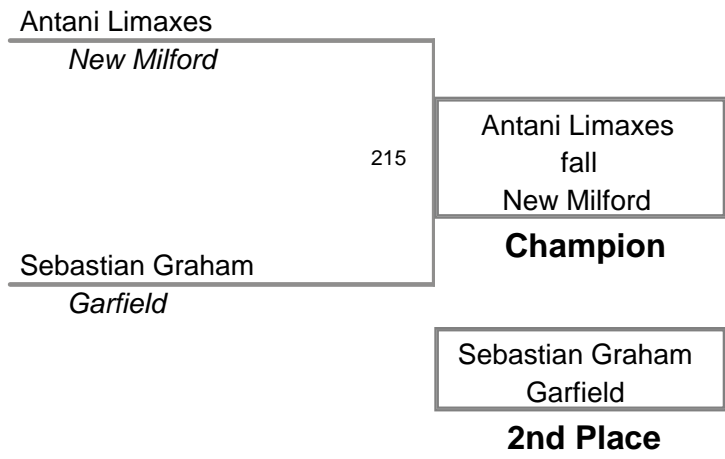 Antani Limaxes
New Milford
215
Antani Limaxes
fall
New Milford
Champion
Sebastian Graham
Garfield
Sebastian Graham
Garfield
2nd Place